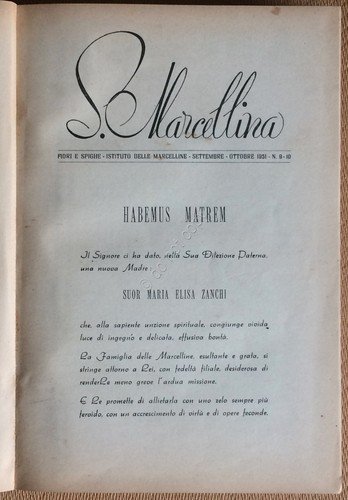 S. Marcellina
FIORI E SPIGHE - ISTITUTO DELLE MARCELLINE - SETTEMBRE - OTTOBRE 1951 - N. 9-10
HABEMUS MATREM
Il Signore ci ha dato, nella Sua Dilezione Paterna,
una nuova Madre:
SUOR MARIA ELISA ZANCHI
che, alla sapiente unzione spirituale, congiunge vivida
luce di ingegno e delicata, effusiva bontà.
La Famiglia delle Marcelline, esultante e grata, si
stringe attorno a Lei, con fedeltà filiale, desiderosa di
renderLe meno greve l'ardua missione.
E Le promette di allietarla con uno zelo sempre più
fervido, con un accrescimento di virtù e di opere feconde.